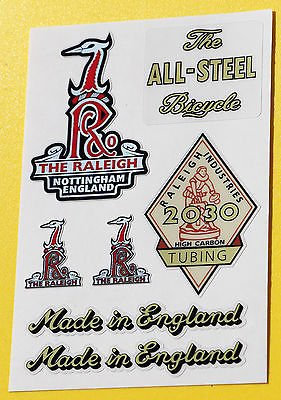 The
ALL-STEEL
Bicycle
R
THE RALEIGH
NOTTINGHAM
ENGLAND
RALEIGH INDUSTRIES
2030
HIGH CARBON
TUBING
THE RALEIGH
THE RALEIGH
Made in England
Made in England